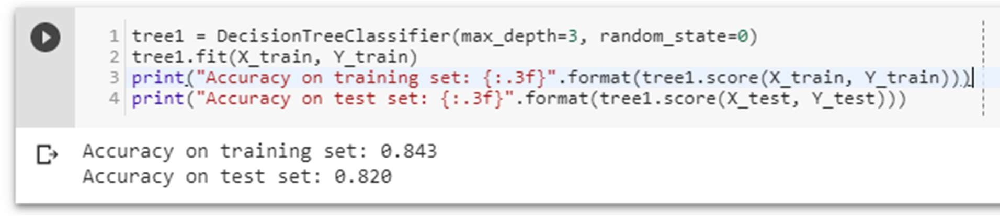 1 tree1 = DecisionTreeClassifier(max_depth=3, random_state=0)
2 tree1.fit(X_train, Y_train)
3 print("Accuracy on training set: {:.3f}".format(tree1.score(X_train, Y_train)))
4 print("Accuracy on test set: {:.3f}".format(tree1.score(X_test, Y_test)))
Accuracy on training set: 0.843
Accuracy on test set: 0.820